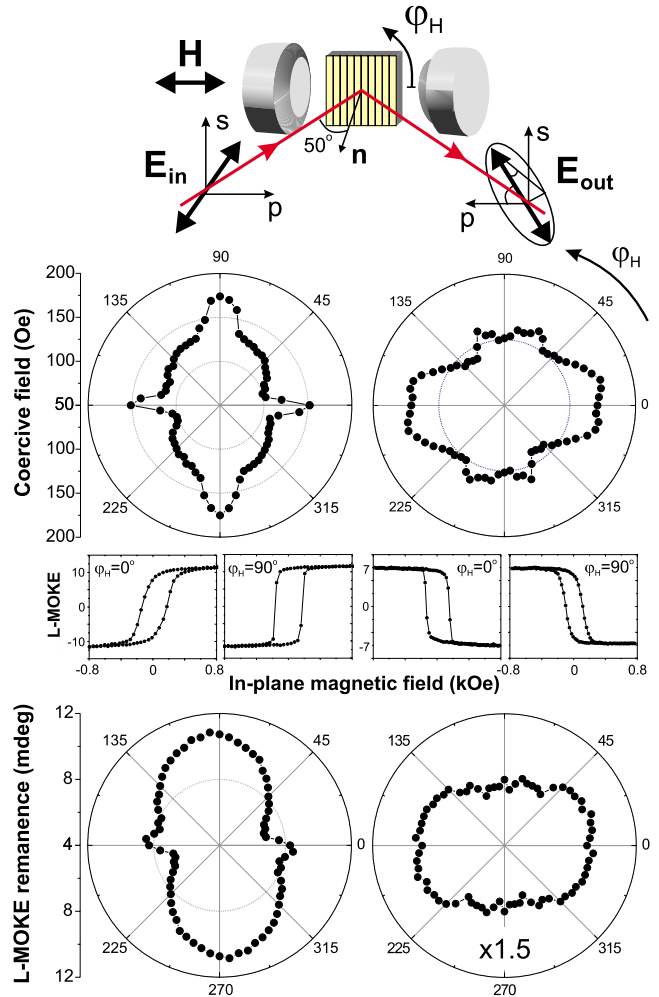 φH
H
s
50°
n
s
Ein
Eout
p
p
φH
200
150
100
50
100
150
200
Coercive field (Oe)
90
135
45
225
315
90
135
45
0
225
315
L-MOKE
10
0
-10
φH=0°
φH=90°
7
0
-7
φH=0°
φH=90°
-0.8
0
0.8
-0.8
0
0.8
In-plane magnetic field (kOe)
L-MOKE remanence (mdeg)
12
8
4
8
12
135
45
0
225
315
270
135
45
0
225
315
270
x1.5